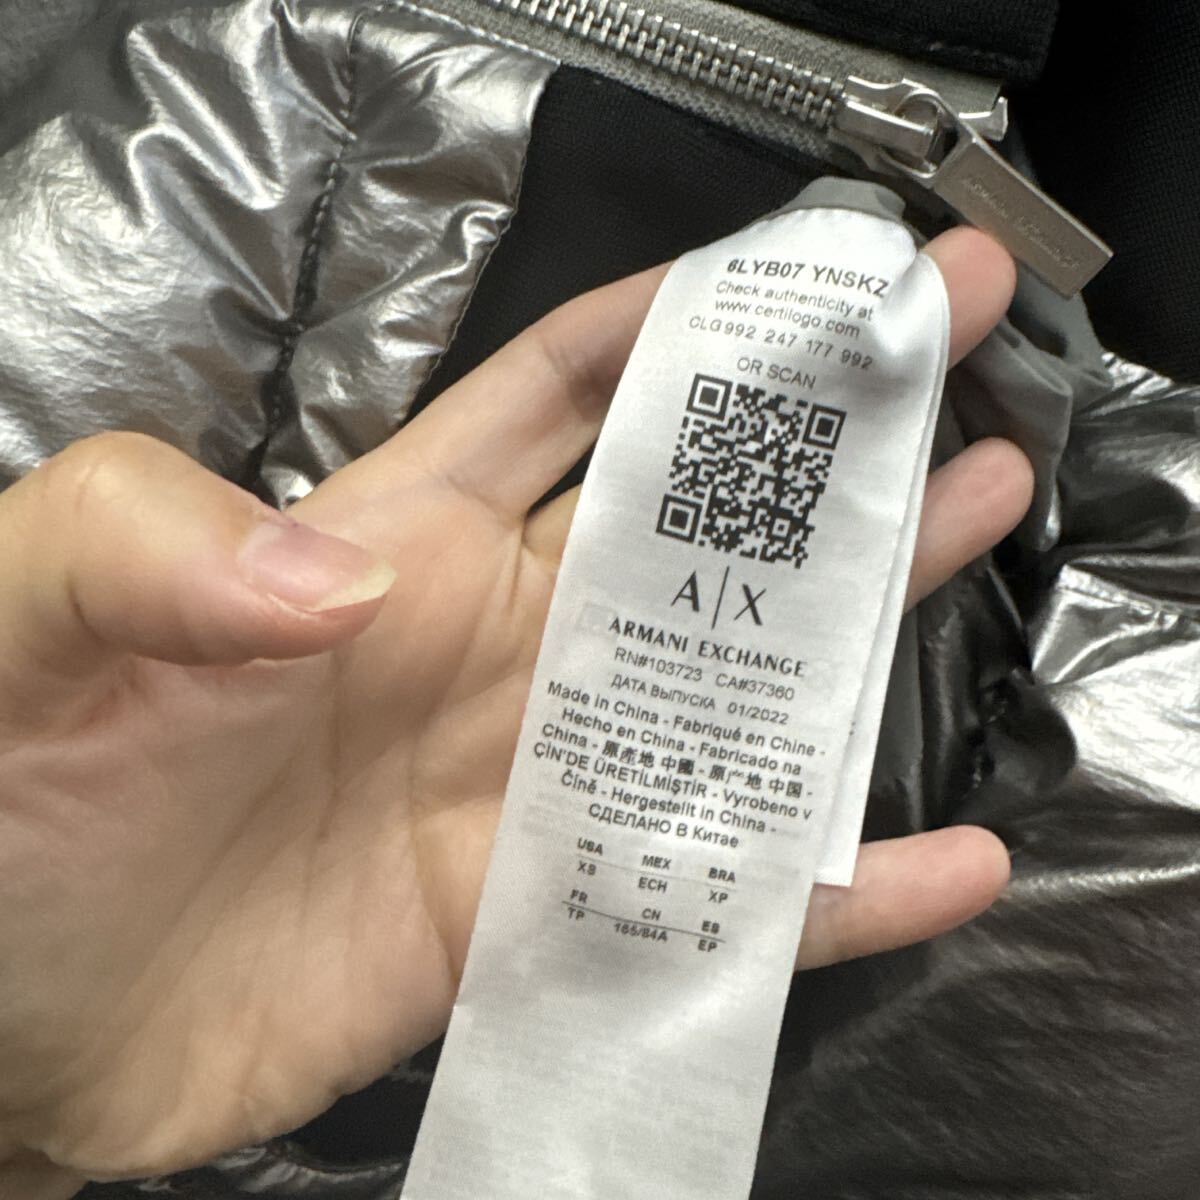 ARMANI EXCHANGE
6LYB07 YNSKZ
Check authenticity at
www.certilogo.com
CLG 992 247 177 992
OR SCAN
A|X
ARMANI EXCHANGE
RN#103723 CA#37360
ДАТА ВЫПУСКА 01/2022
Made in China - Fabriqué en Chine -
Hecho en China - Fabricado na
China - 原產地 中國 - 原产地 中国 -
ÇİN'DE ÜRETİLMİŞTİR - Vyrobeno v
Číně - Hergestellt in China -
СДЕЛАНО В Китае
USA MEX BRA
XS ECH XP
FR CN ES
TP 165/84A EP